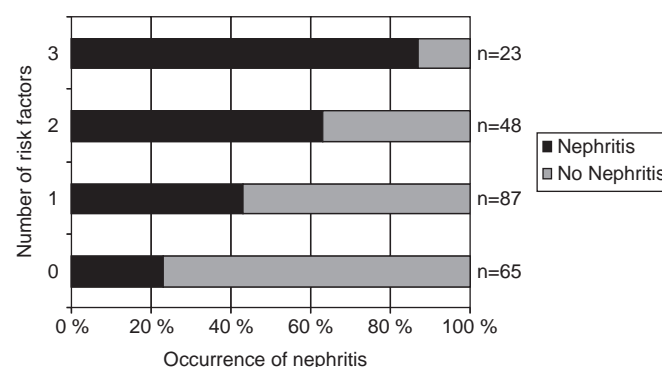 3
n=23
2
n=48
1
n=87
0
n=65
Number of risk factors
0 %
20 %
40 %
60 %
80 %
100 %
Occurrence of nephritis
Nephritis
No Nephritis